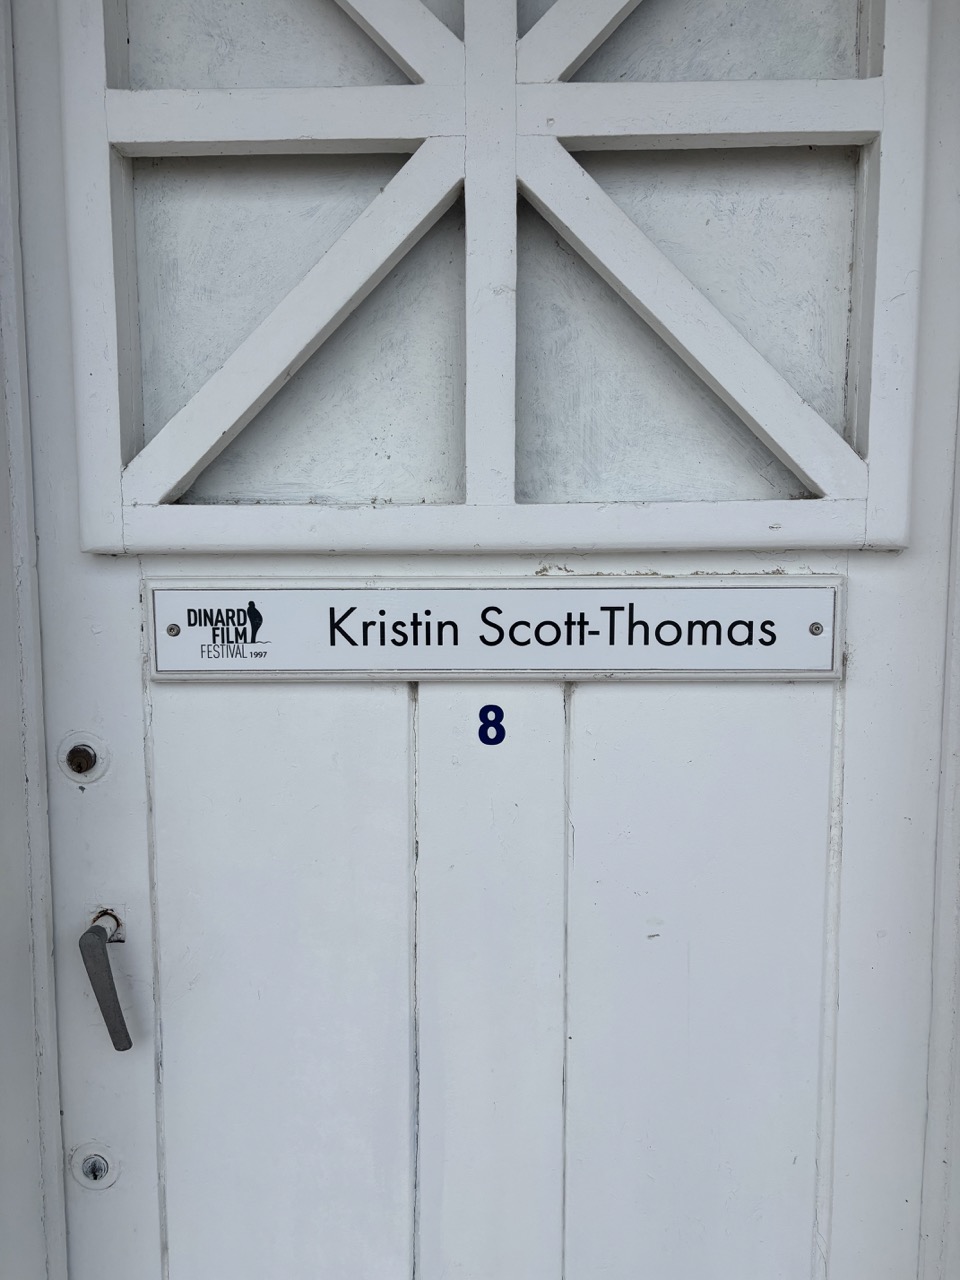 DINARD
FILM
FESTIVAL 1997
Kristin Scott-Thomas
8